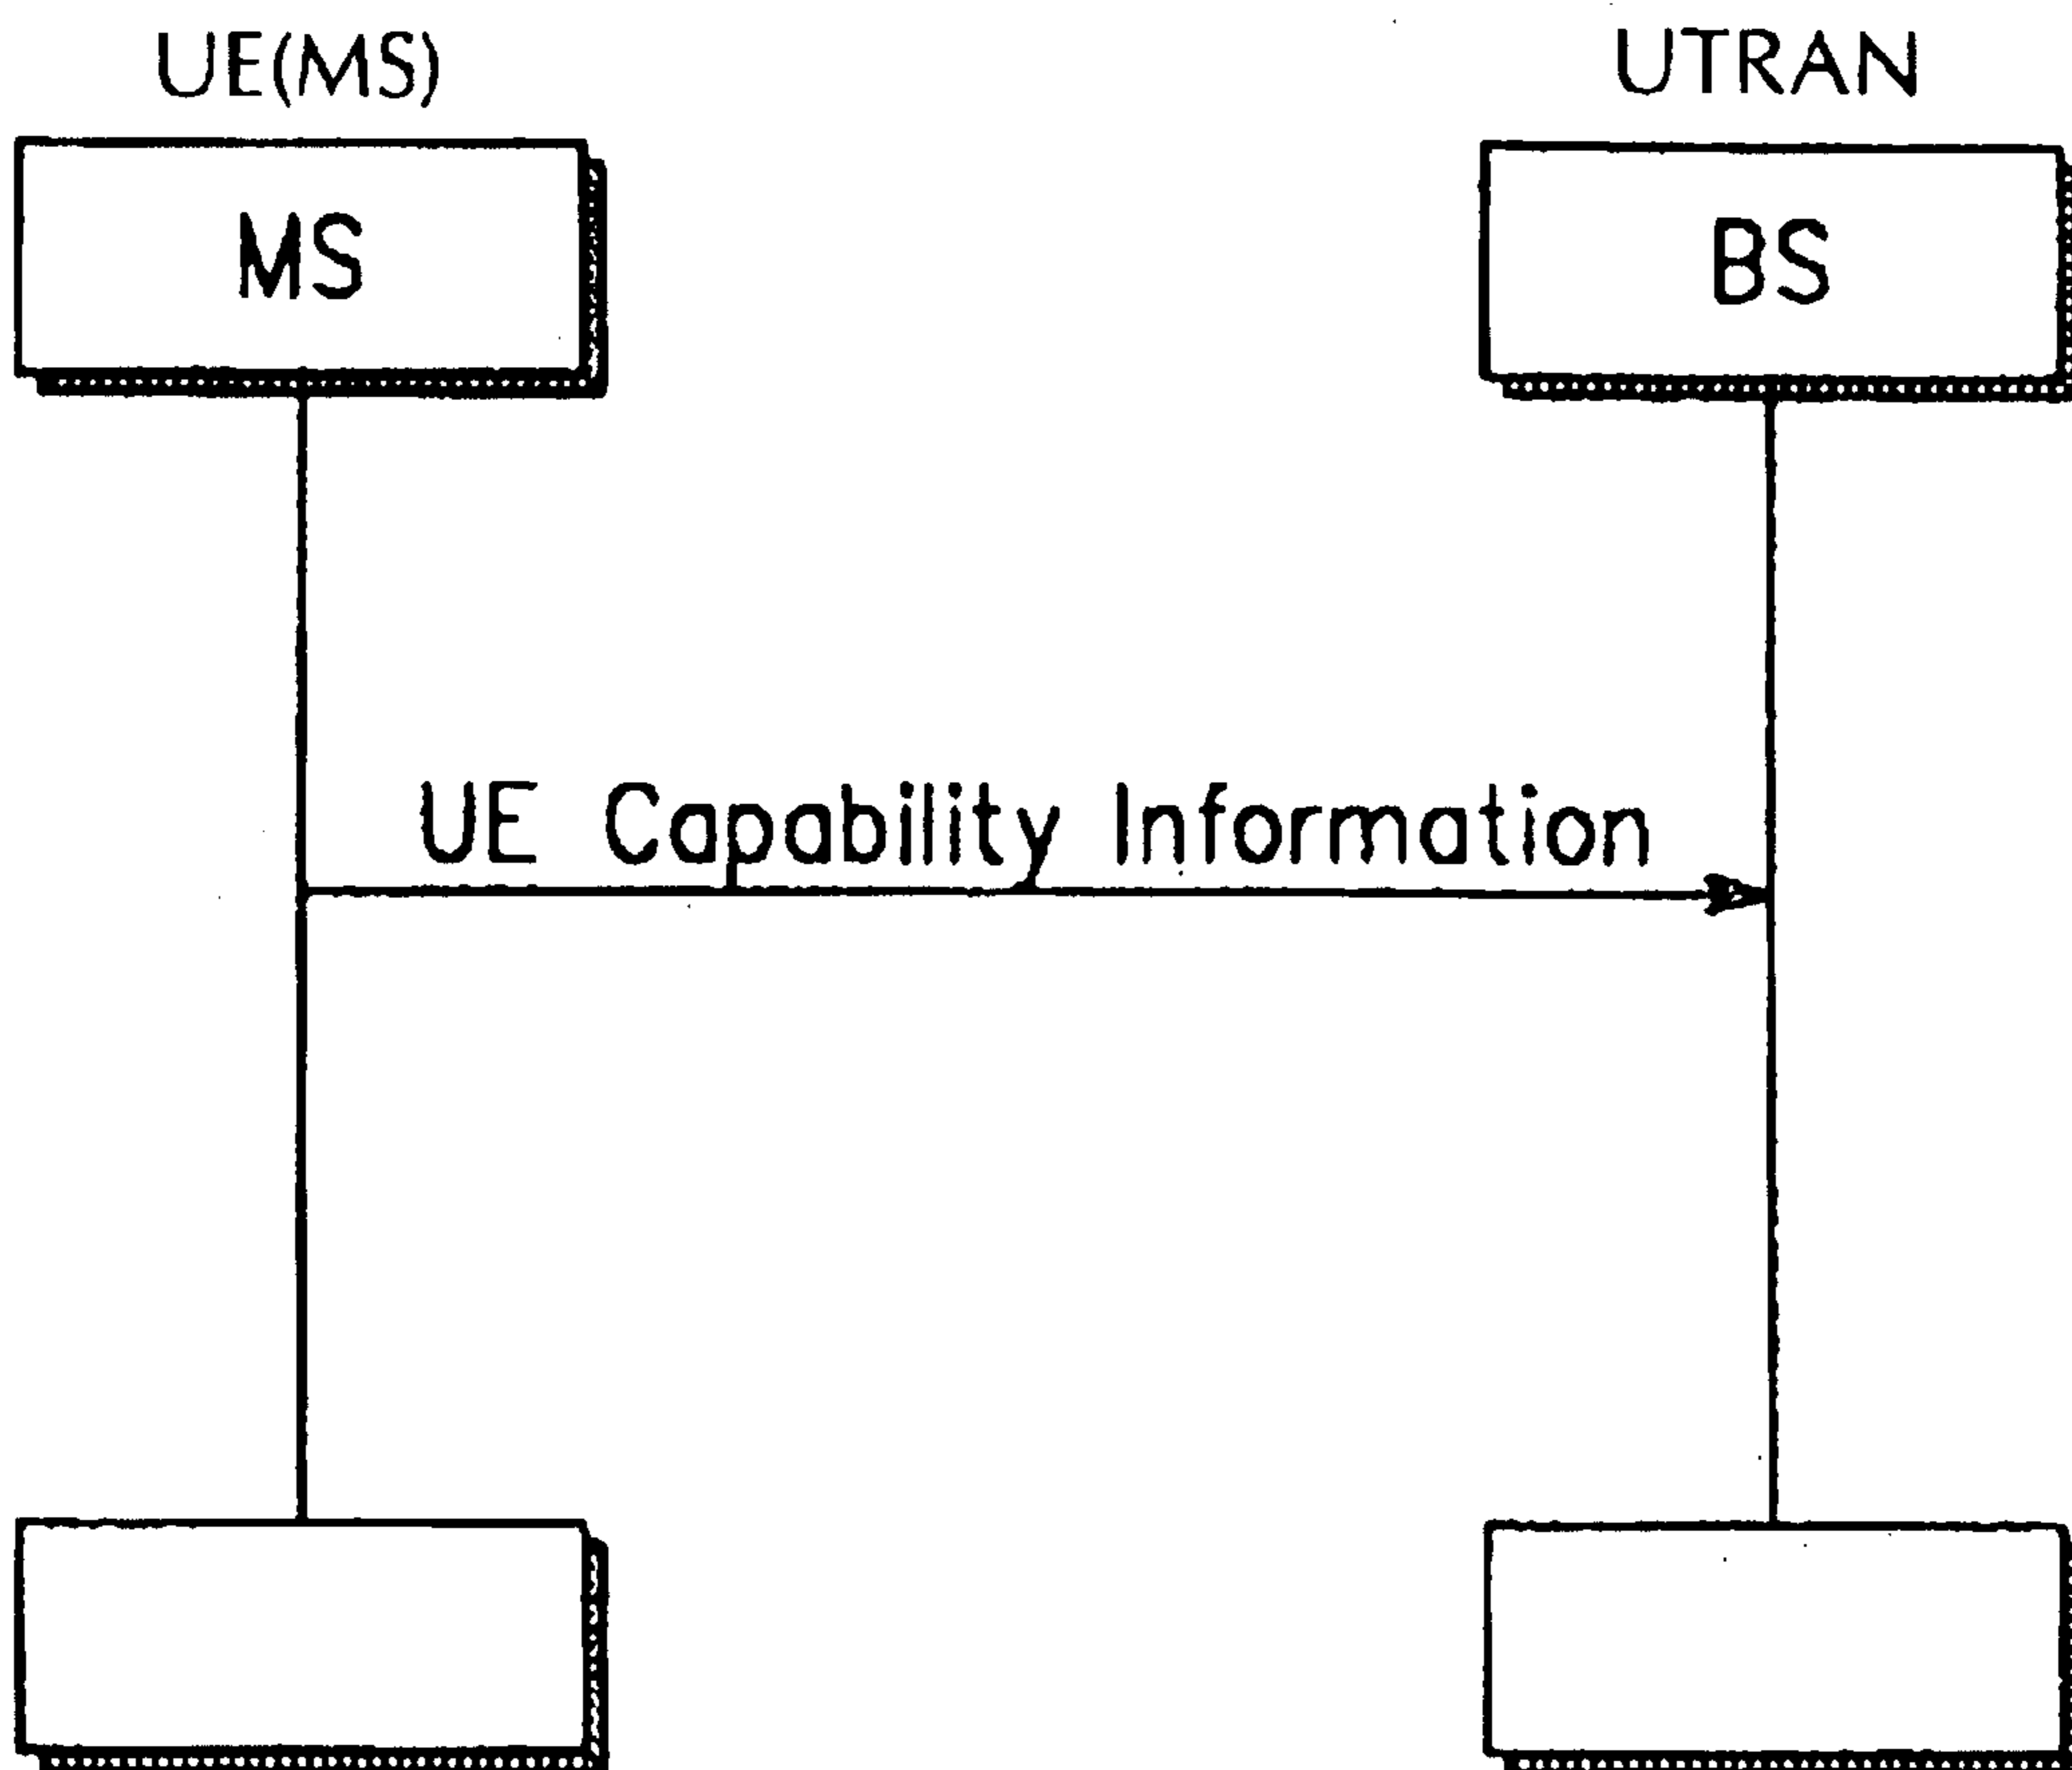 UE(MS)
UTRAN
MS
BS
UE Capability Information